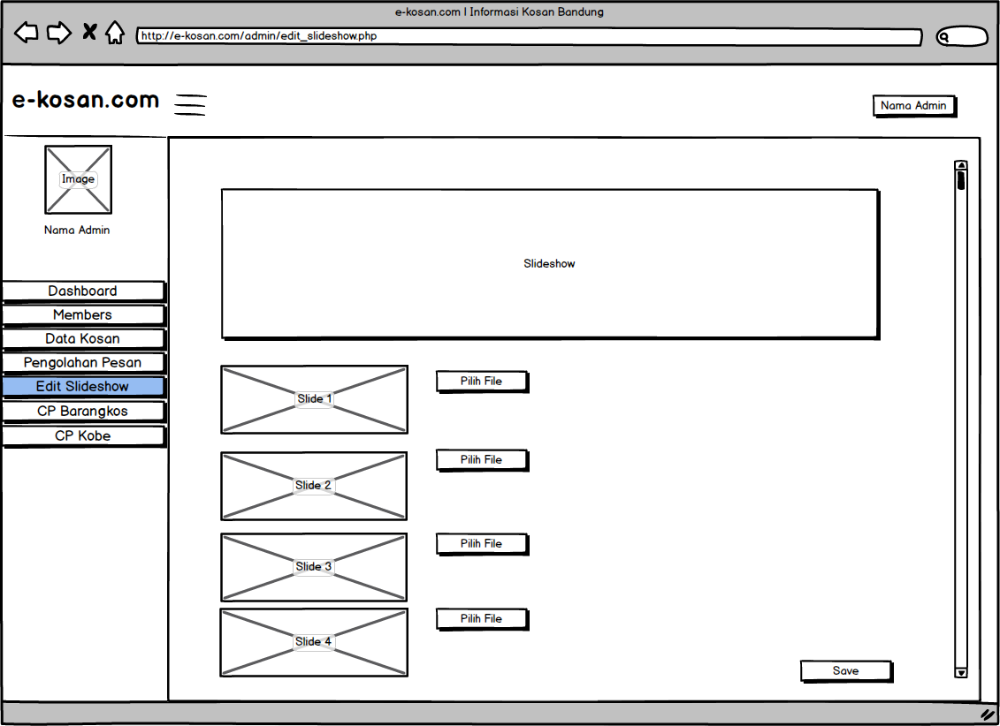 e-kosan.com | Informasi Kosan Bandung
http://e-kosan.com/admin/edit_slideshow.php
e-kosan.com
Nama Admin
Image
Nama Admin
Dashboard
Members
Data Kosan
Pengolahan Pesan
Edit Slideshow
CP Barangkos
CP Kobe
Slideshow
Slide 1
Pilih File
Slide 2
Pilih File
Slide 3
Pilih File
Slide 4
Pilih File
Save